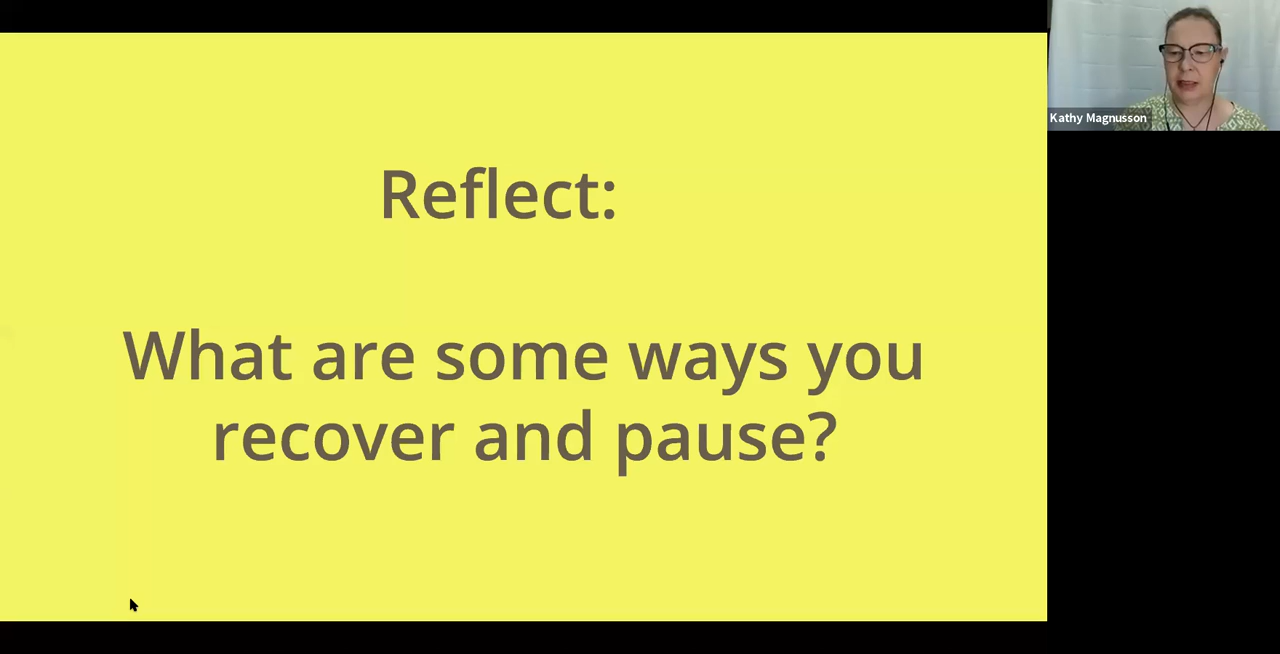 Reflect:
What are some ways you
recover and pause?
Kathy Magnusson